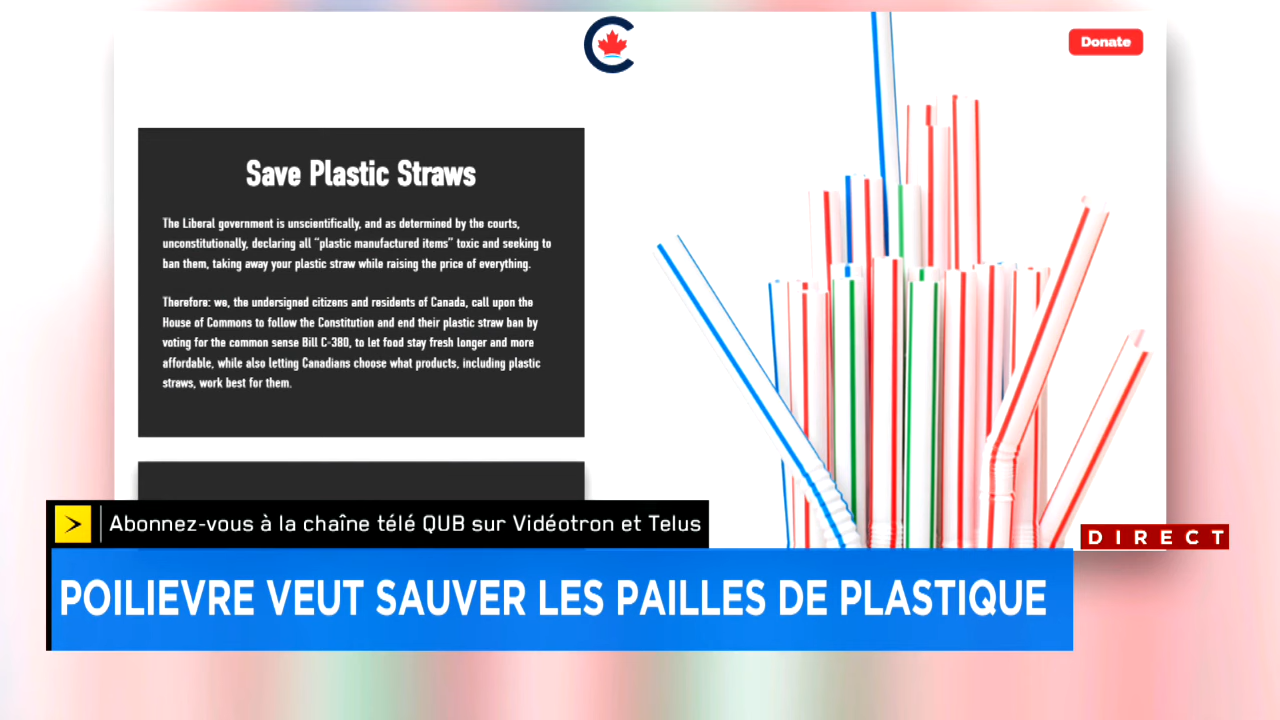 Donate
Save Plastic Straws
The Liberal government is unscientifically, and as determined by the courts,
unconstitutionally, declaring all “plastic manufactured items” toxic and seeking to
ban them, taking away your plastic straw while raising the price of everything.
Therefore: we, the undersigned citizens and residents of Canada, call upon the
House of Commons to follow the Constitution and end their plastic straw ban by
voting for the common sense Bill C-380, to let food stay fresh longer and more
affordable, while also letting Canadians choose what products, including plastic
straws, work best for them.
Abonnez-vous à la chaîne télé QUB sur Vidéotron et Telus
DIRECT
POILIEVRE VEUT SAUVER LES PAILLES DE PLASTIQUE